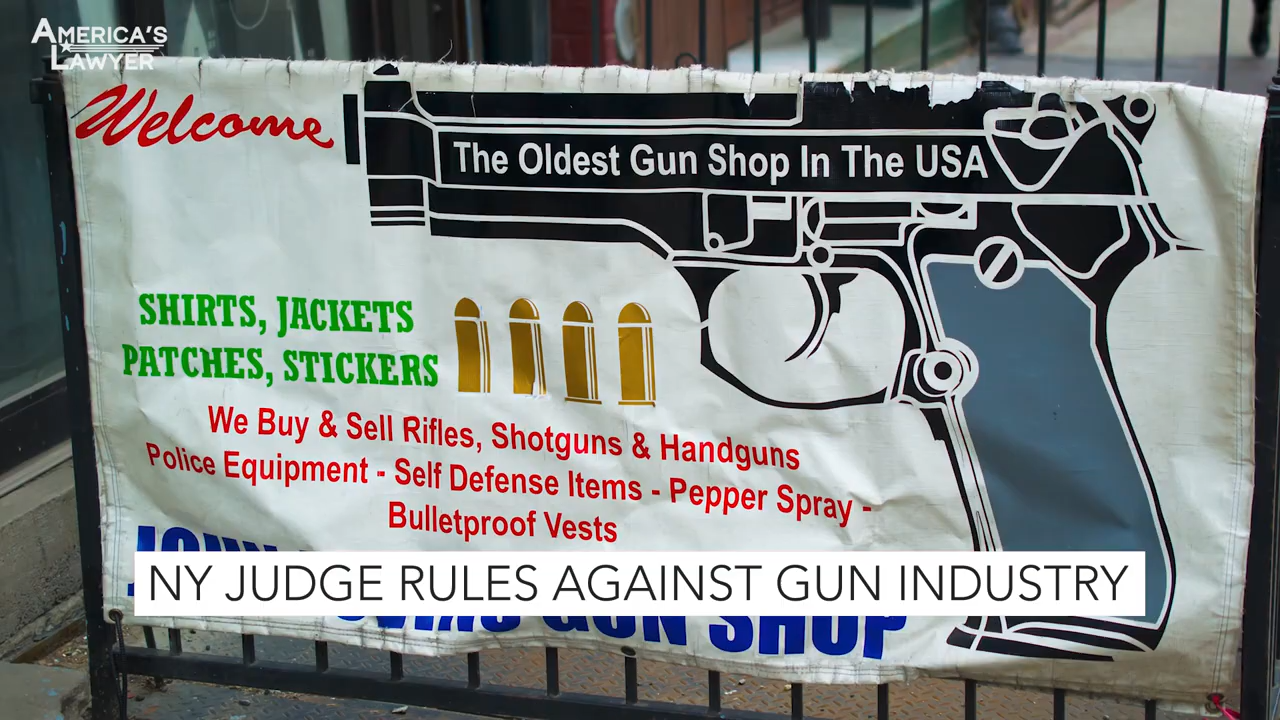 AMERICA'S
LAWYER
Welcome
The Oldest Gun Shop In The USA
SHIRTS, JACKETS
PATCHES, STICKERS
We Buy & Sell Rifles, Shotguns & Handguns
Police Equipment - Self Defense Items - Pepper Spray -
Bulletproof Vests
NY JUDGE RULES AGAINST GUN INDUSTRY
GUN SHOP